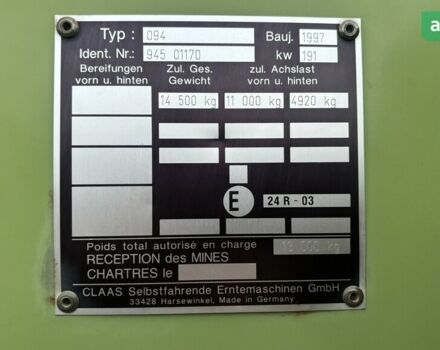 Typ : 094 Bauj. 1997
Ident. Nr.: 945 01170 kw 191
Bereifungen Zul. Ges. zul. Achslast
vorn u. hinten Gewicht vorn u. hinten
14 500 kg 11 000 kg 4920 kg
E 24 R - 03
Poids total autorisé en charge kg
RECEPTION des MINES
CHARTRES le
CLAAS Selbstfahrende Erntemaschinen GmbH
33428 Harsewinkel, Made in Germany
a